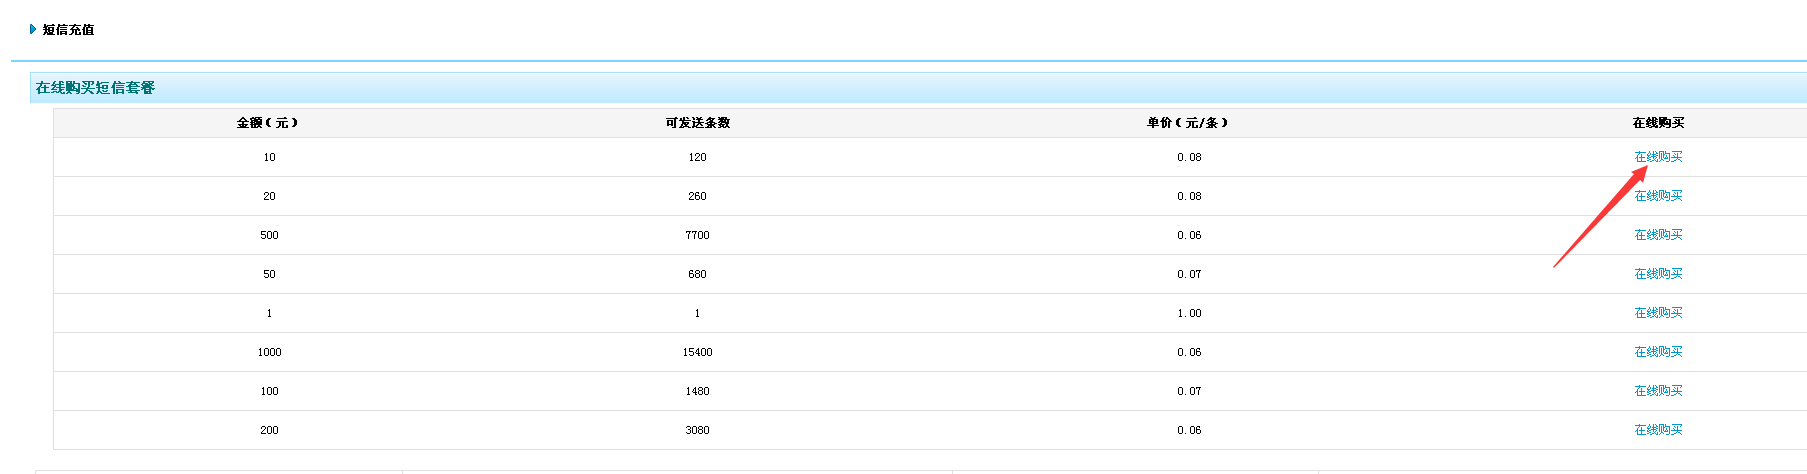 短信充值
在线购买短信套餐
金额（元） 可发送条数 单价（元/条） 在线购买
10 120 0.08 在线购买
20 260 0.08 在线购买
500 7700 0.06 在线购买
50 680 0.07 在线购买
1 1 1.00 在线购买
1000 15400 0.06 在线购买
100 1480 0.07 在线购买
200 3080 0.06 在线购买